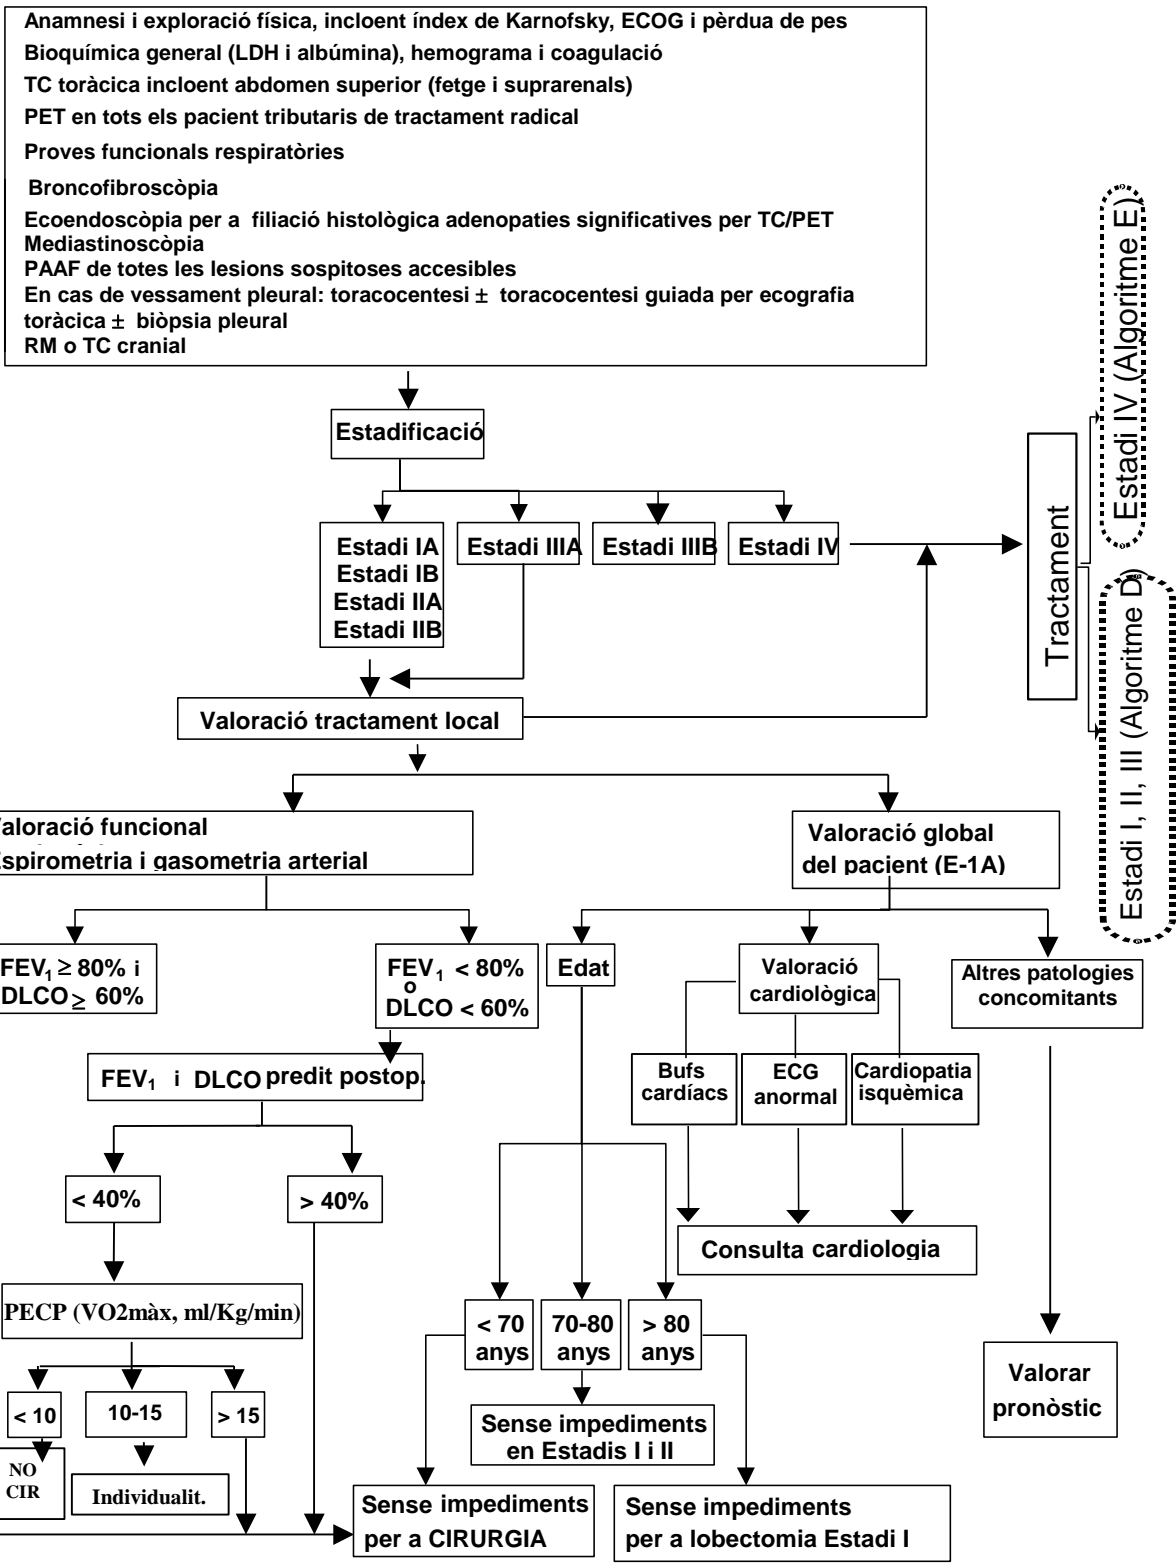 Anamnesi i exploració física, incloent índex de Karnofsky, ECOG i pèrdua de pes
Bioquímica general (LDH i albúmina), hemograma i coagulació
TC toràcica incloent abdomen superior (fetge i suprarenals)
PET en tots els pacient tributaris de tractament radical
Proves funcionals respiratòries
Broncofibroscòpia
Ecoendoscòpia per a filiació histològica adenopaties significatives per TC/PET
Mediastinoscòpia
PAAF de totes les lesions sospitoses accesibles
En cas de vessament pleural: toracocentesi ± toracocentesi guiada per ecografia
toràcica ± biòpsia pleural
RM o TC cranial
Estadificació
Estadi IA
Estadi IB
Estadi IIA
Estadi IIB
Estadi IIIA
Estadi IIIB
Estadi IV
Tractament
Estadi IV (Algoritme E)
Estadi I, II, III (Algoritme D)
Valoració tractament local
Valoració funcional
Espirometria i gasometria arterial
Valoració global
del pacient (E-1A)
FEV₁ ≥ 80% i
DLCO ≥ 60%
FEV₁ < 80%
o
DLCO < 60%
Edat
Valoració
cardiològica
Altres patologies
concomitants
FEV₁ i DLCO predit postop.
Bufs
cardíacs
ECG
anormal
Cardiopatia
isquèmica
< 40%
> 40%
Consulta cardiologia
PECP (VO2màx, ml/Kg/min)
< 70
anys
70-80
anys
> 80
anys
Valorar
pronòstic
< 10
10-15
> 15
Sense impediments
en Estadis I i II
NO
CIR
Individualit.
Sense impediments
per a CIRURGIA
Sense impediments
per a lobectomia Estadi I